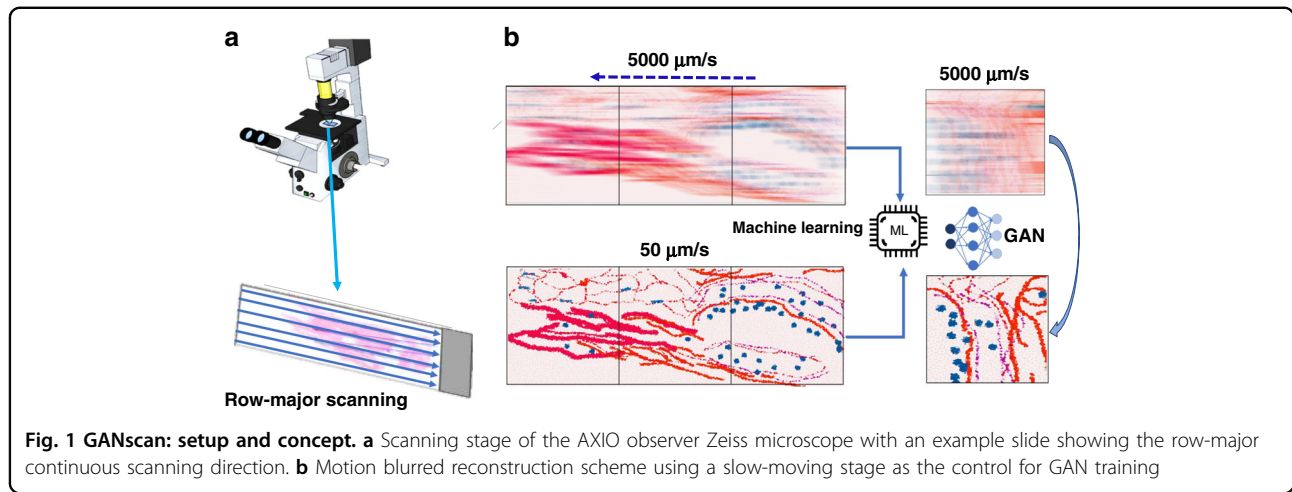 a
Row-major scanning
b
5000 μm/s
5000 μm/s
Machine learning
ML
GAN
50 μm/s
Fig. 1 GANscan: setup and concept. a Scanning stage of the AXIO observer Zeiss microscope with an example slide showing the row-major
continuous scanning direction. b Motion blurred reconstruction scheme using a slow-moving stage as the control for GAN training